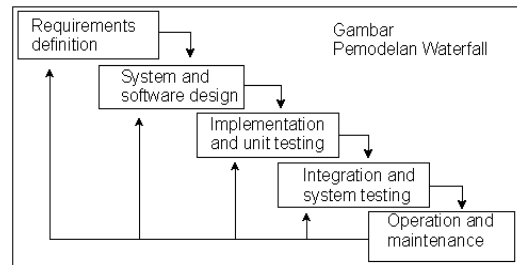 Requirements
definition
Gambar
Pemodelan Waterfall
System and
software design
Implementation
and unit testing
Integration and
system testing
Operation and
maintenance